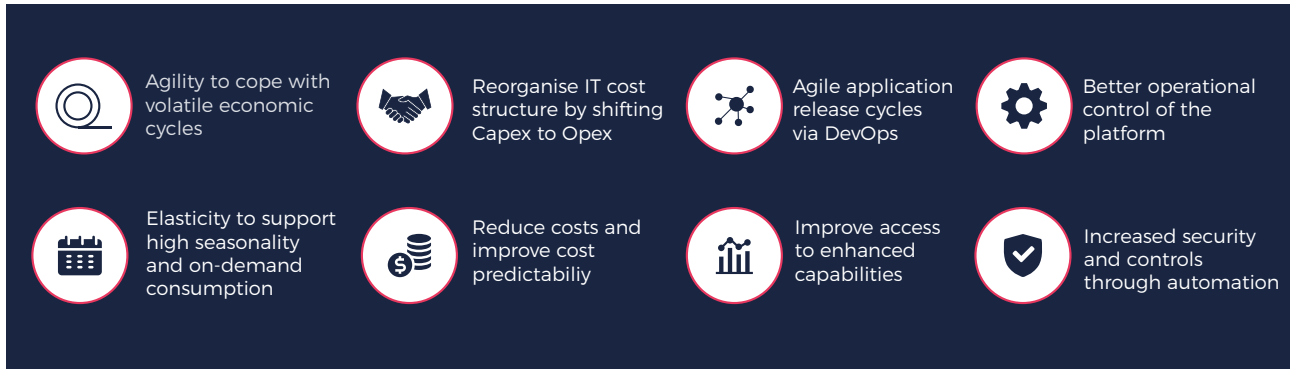 Agility to cope with
volatile economic
cycles
Reorganise IT cost
structure by shifting
Capex to Opex
Agile application
release cycles
via DevOps
Better operational
control of the
platform
Elasticity to support
high seasonality
and on-demand
consumption
$
Reduce costs and
improve cost
predictabiliy
Improve access
to enhanced
capabilities
Increased security
and controls
through automation